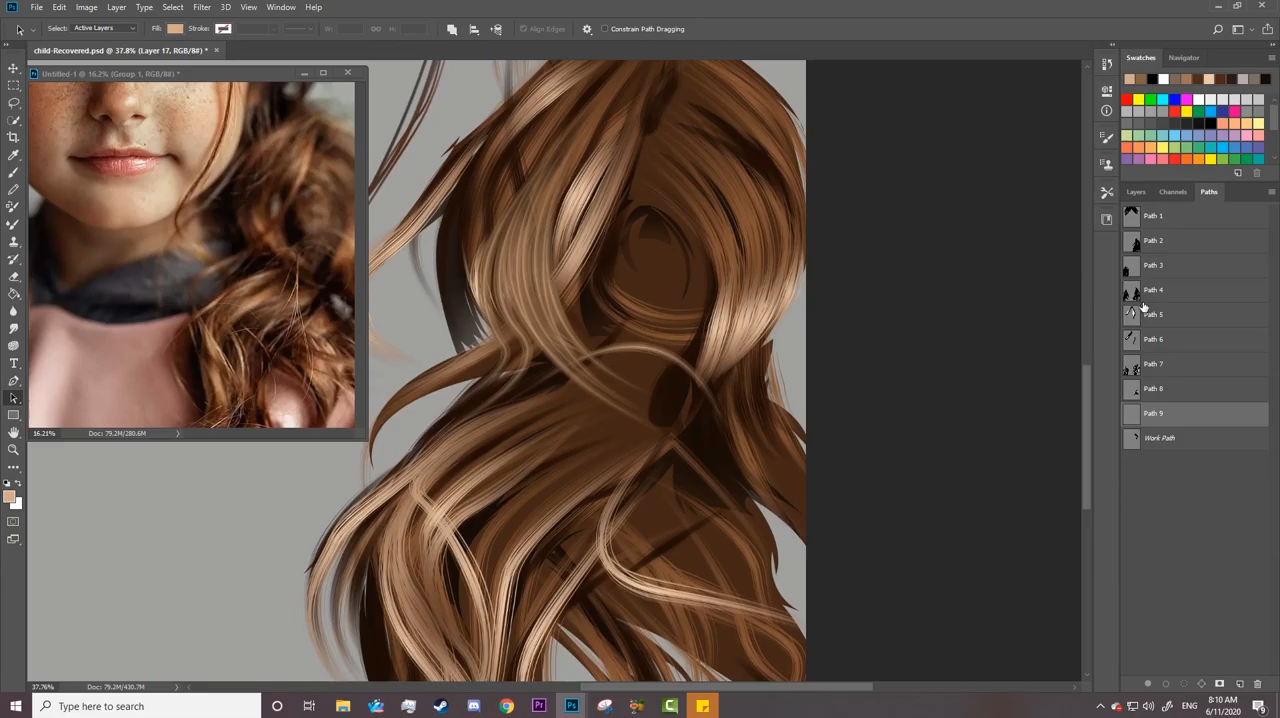 File Edit Image Layer Type Select Filter 3D View Window Help
Select: Active Layers Fill: Stroke: W: H: Align Edges Constrain Path Dragging
child-Recovered.psd @ 37.8% (Layer 17, RGB/8#) * ×
Untitled-1 @ 16.2% (Group 1, RGB/8#) *
Swatches Navigator
Layers Channels Paths
Path 1
Path 2
Path 3
Path 4
Path 5
Path 6
Path 7
Path 8
Path 9
Work Path
16.21% Doc: 79.2M/280.6M
37.76% Doc: 79.2M/430.7M
Type here to search
ENG
8:10 AM
6/11/2020